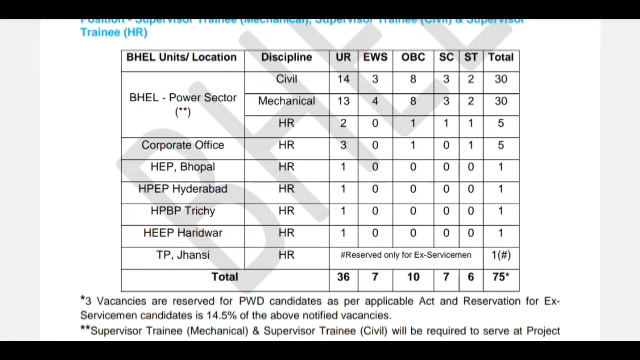 Position - Supervisor Trainee (Mechanical), Supervisor Trainee (Civil) & Supervisor
Trainee (HR)
BHEL Units/ Location Discipline UR EWS OBC SC ST Total
BHEL - Power Sector (**) Civil 14 3 8 3 2 30
Mechanical 13 4 8 3 2 30
HR 2 0 1 1 1 5
Corporate Office HR 3 0 1 0 1 5
HEP, Bhopal HR 1 0 0 0 0 1
HPEP Hyderabad HR 1 0 0 0 0 1
HPBP Trichy HR 1 0 0 0 0 1
HEEP Haridwar HR 1 0 0 0 0 1
TP, Jhansi HR #Reserved only for Ex-Servicemen 1(#)
Total 36 7 10 7 6 75*
*3 Vacancies are reserved for PWD candidates as per applicable Act and Reservation for Ex-
Servicemen candidates is 14.5% of the above notified vacancies.
**Supervisor Trainee (Mechanical) & Supervisor Trainee (Civil) will be required to serve at Project
BHEL